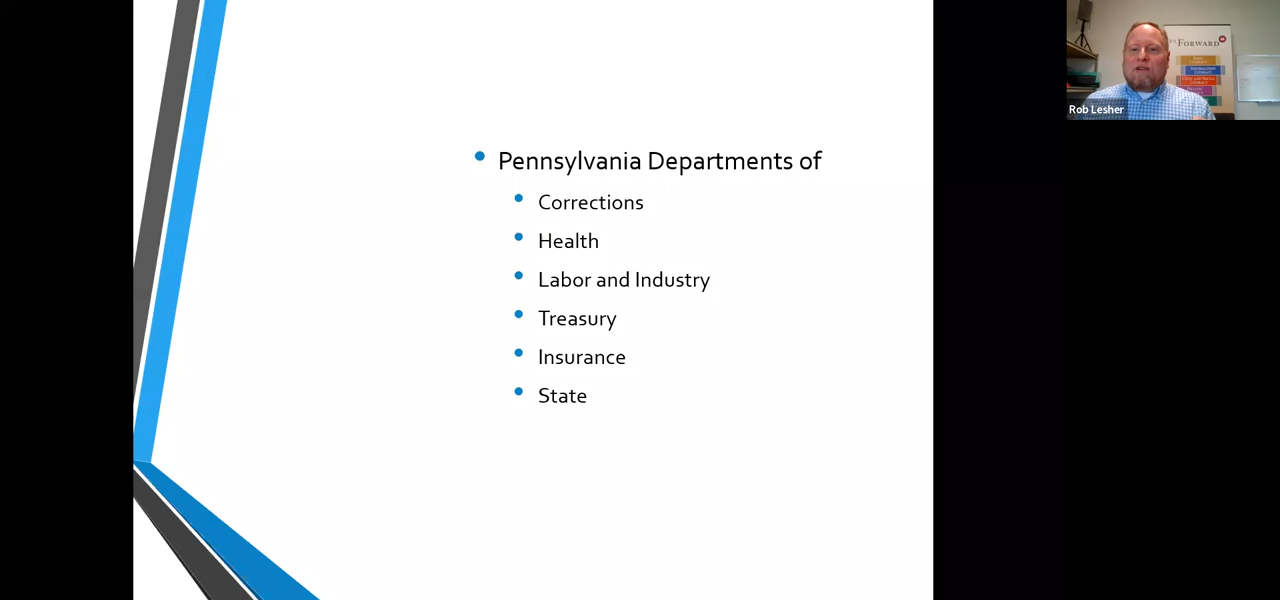 Pennsylvania Departments of
Corrections
Health
Labor and Industry
Treasury
Insurance
State
FORWARD
Rob Lesher